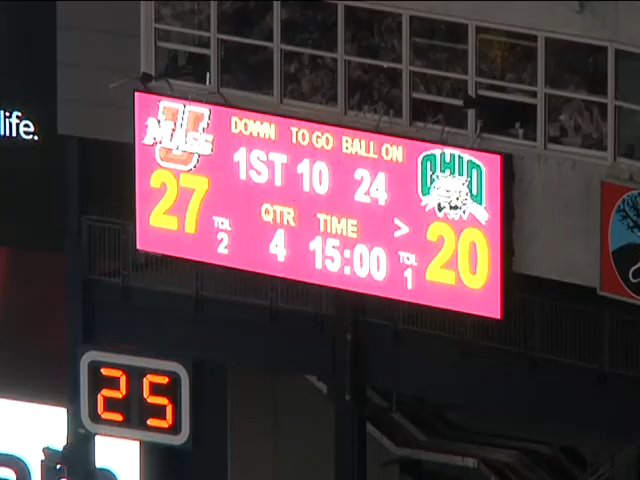 life.
U
MASS
OHIO
DOWN TO GO BALL ON
1ST 10 24
27
TOL
2
QTR TIME
4 15:00
>
20
TOL
1
25